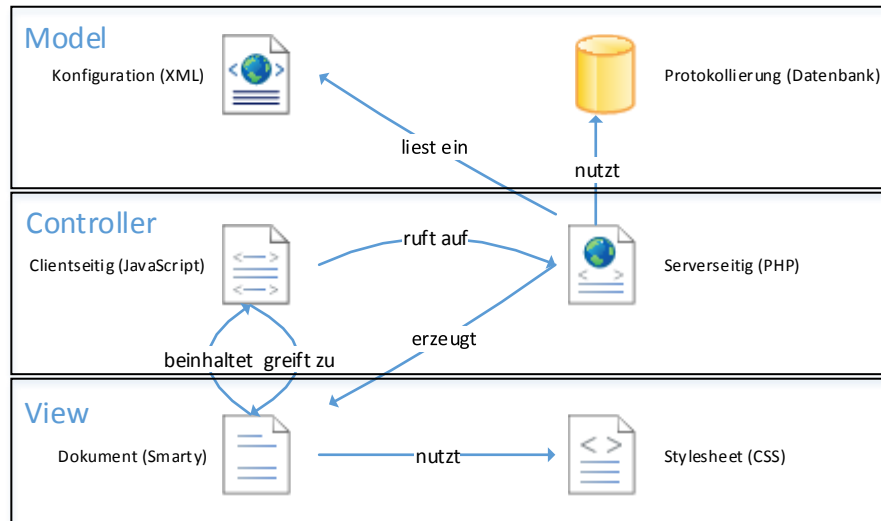 Model
Konfiguration (XML)
Protokollierung (Datenbank)
liest ein
nutzt
Controller
ruft auf
Clientseitig (JavaScript)
Serverseitig (PHP)
erzeugt
beinhaltet greift zu
View
Dokument (Smarty)
nutzt
Stylesheet (CSS)